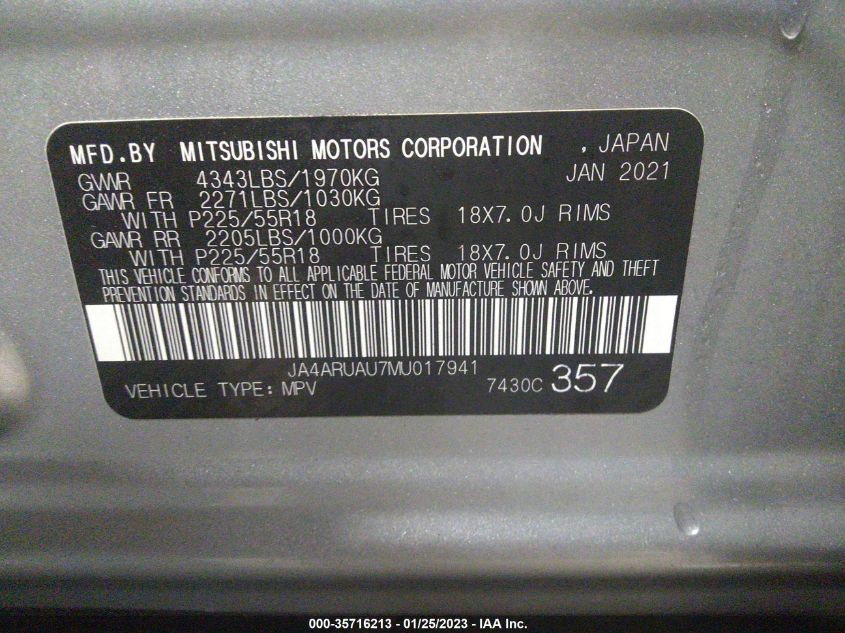 MFD.BY MITSUBISHI MOTORS CORPORATION , JAPAN
GVWR 4343LBS/1970KG JAN 2021
GAWR FR 2271LBS/1030KG
WITH P225/55R18 TIRES 18X7.0J RIMS
GAWR RR 2205LBS/1000KG
WITH P225/55R18 TIRES 18X7.0J RIMS
THIS VEHICLE CONFORMS TO ALL APPLICABLE FEDERAL MOTOR VEHICLE SAFETY AND THEFT
PREVENTION STANDARDS IN EFFECT ON THE DATE OF MANUFACTURE SHOWN ABOVE.
JA4ARUAU7MU017941
VEHICLE TYPE: MPV 7430C 357
000-35716213 - 01/25/2023 - © IAA, Inc.